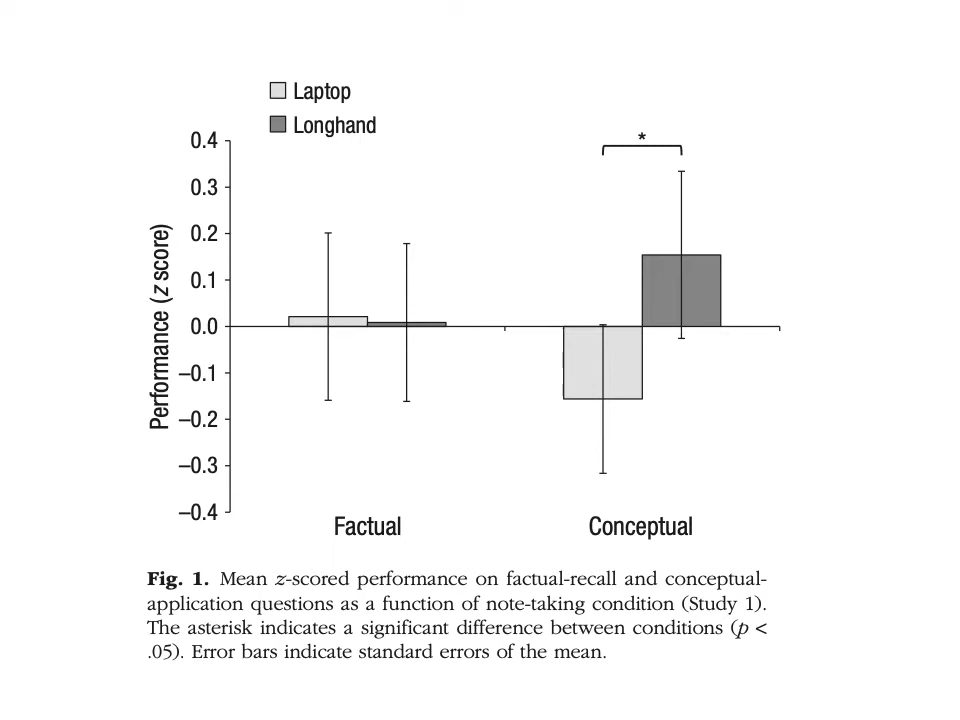 Laptop
Longhand
*
0.4
0.3
0.2
0.1
0.0
–0.1
–0.2
–0.3
–0.4
Performance (z score)
Factual
Conceptual
Fig. 1. Mean z-scored performance on factual-recall and conceptual-
application questions as a function of note-taking condition (Study 1).
The asterisk indicates a significant difference between conditions (p <
.05). Error bars indicate standard errors of the mean.